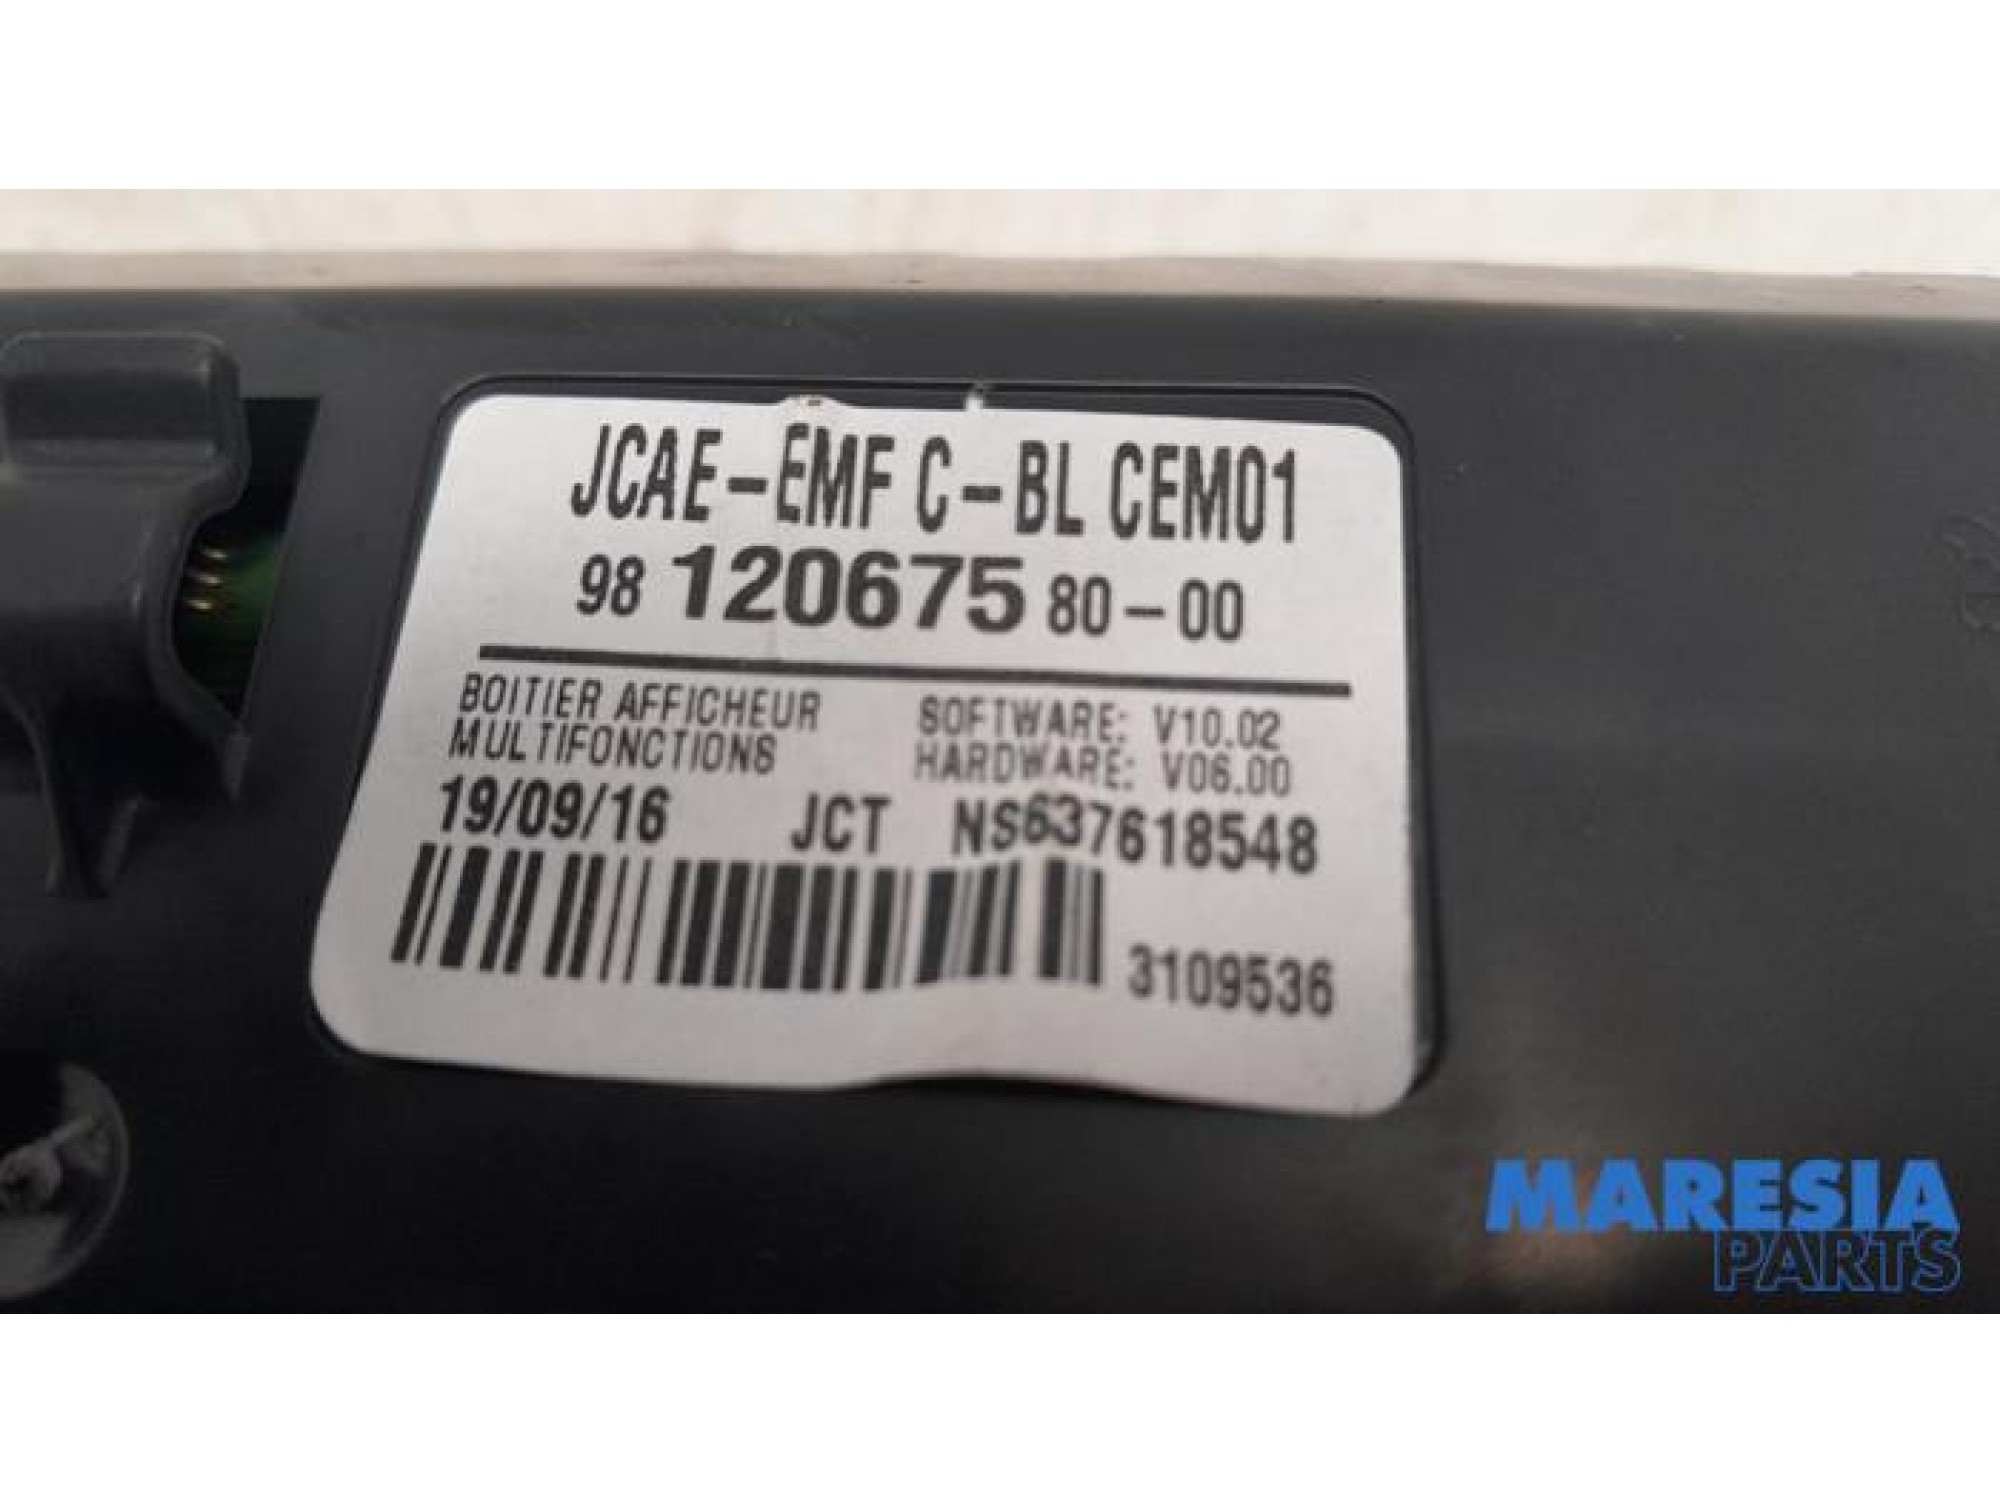 JCAE-EMF C-BL CEM01
98 120675 80-00
BOITIER AFFICHEUR
MULTIFONCTIONS
SOFTWARE: V10.02
HARDWARE: V06.00
19/09/16 JCT NS637618548
3109536
MARESIA
PARTS